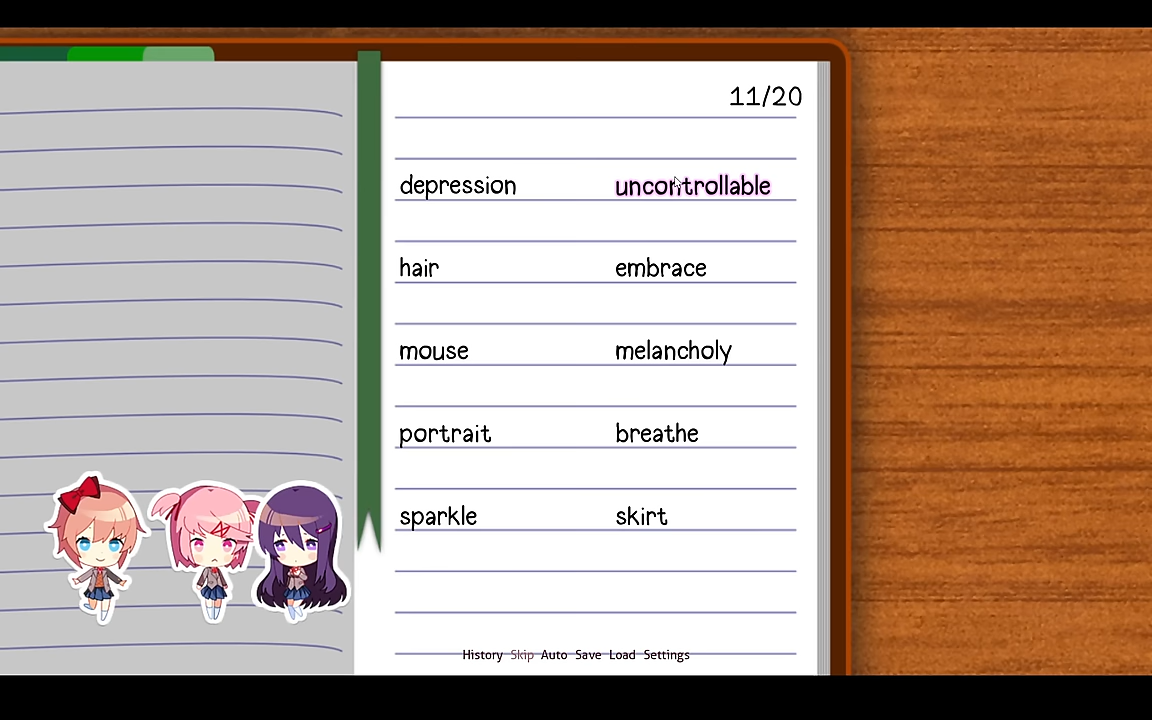 11/20
depression uncontrollable
hair embrace
mouse melancholy
portrait breathe
sparkle skirt
History Skip Auto Save Load Settings